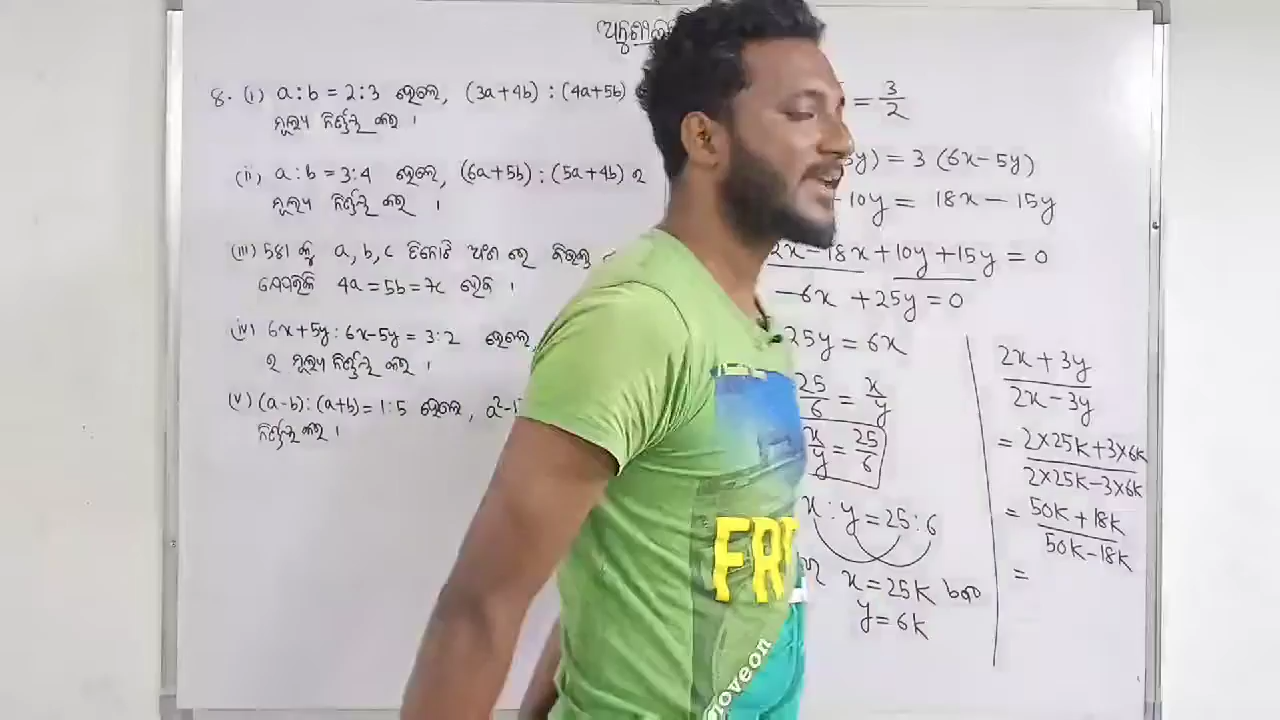 8. (i) a:b = 2:3 ହେଲେ, (3a+4b) : (4a+5b)
ମୂଲ୍ୟ ନିର୍ଣ୍ଣୟ କର ।
(ii) a:b = 3:4 ହେଲେ, (6a+5b) : (5a+4b) ର
ମୂଲ୍ୟ ନିର୍ଣ୍ଣୟ କର ।
(iii) 581 କୁ a, b, c ତିନୋଟି ଅଂଶ ରେ
ଯେପରିକି 4a = 5b = 7c ହେବ ।
(iv) 6x+5y : 6x-5y = 3:2 ହେଲେ,
ର ମୂଲ୍ୟ ନିର୍ଣ୍ଣୟ କର ।
(v) (a-b) : (a+b) = 1:5 ହେଲେ,
ନିର୍ଣ୍ଣୟ କର ।
= 3/2
5y) = 3 (6x-5y)
10y = 18x - 15y
2x - 18x + 10y + 15y = 0
-6x + 25y = 0
25y = 6x
25/6 = x/y
x/y = 25/6
x : y = 25 : 6
x = 25k
y = 6k
2x + 3y
2x - 3y
= 2×25k+3×6k
2×25k-3×6k
= 50k + 18k
50k - 18k
=
FR
joveon